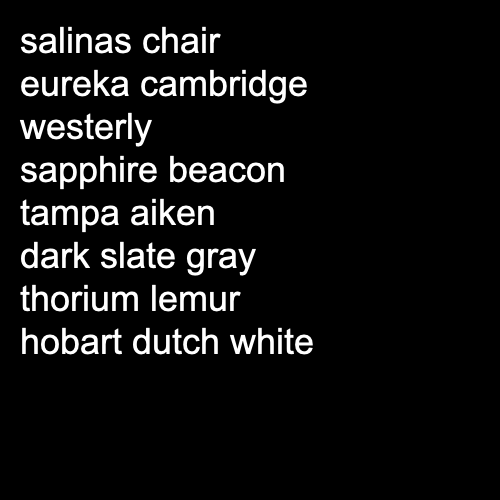 salinas chair
eureka cambridge
westerly
sapphire beacon
tampa aiken
dark slate gray
thorium lemur
hobart dutch white